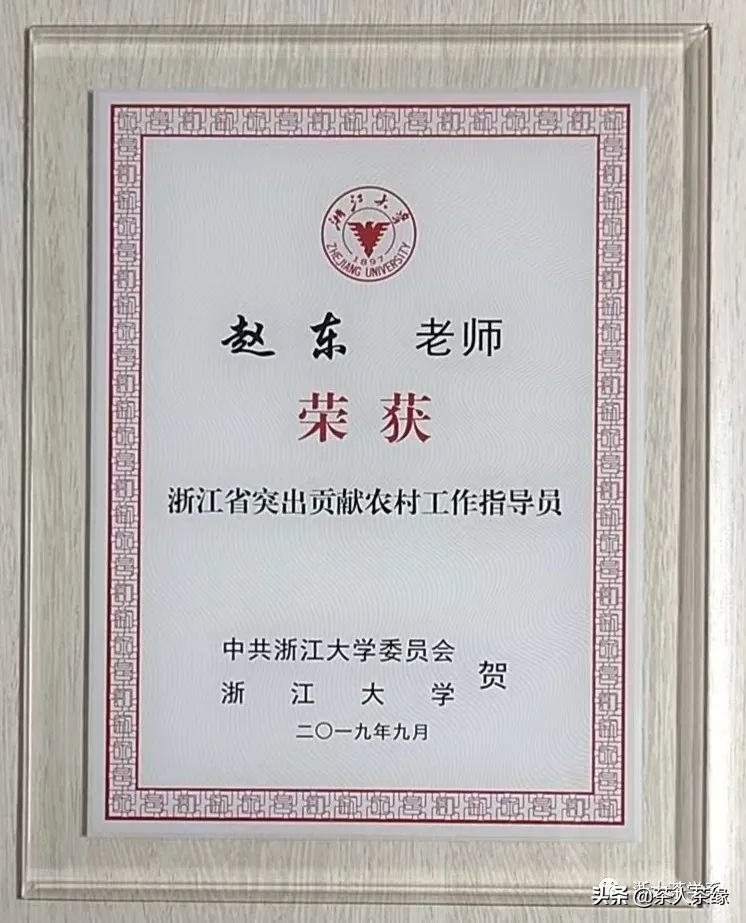 浙江大学
1897
ZHEJIANG UNIVERSITY
赵东 老师
荣获
浙江省突出贡献农村工作指导员
中共浙江大学委员会
浙江大学
贺
二〇一九年九月
头条 @茶人茶缘